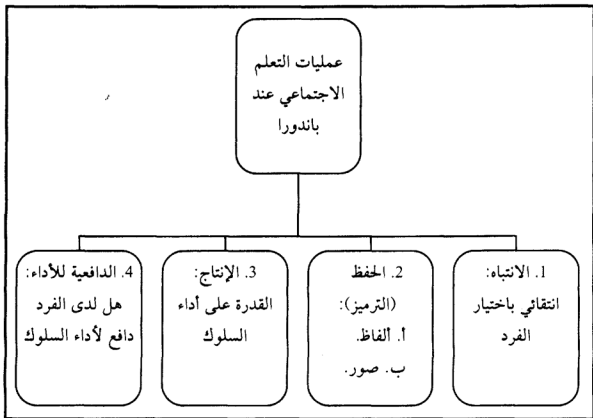 عمليات التعلم
الاجتماعي عند
باندورا
1. الانتباه:
انتقائي باختيار
الفرد
2. الحفظ
(الترميز):
أ. ألفاظ.
ب. صور.
3. الإنتاج:
القدرة على أداء
السلوك
4. الدافعية للأداء:
هل لدى الفرد
دافع لأداء السلوك